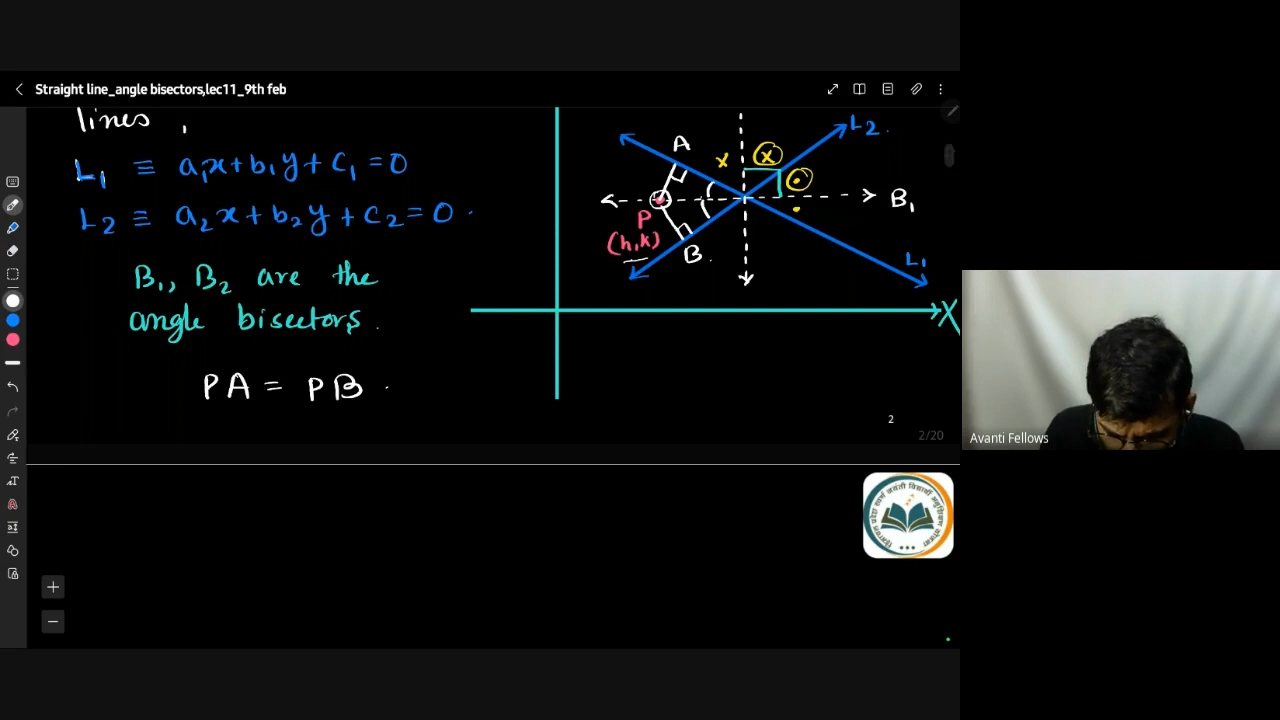 Straight line_angle bisectors,lec11_9th feb
lines ,
L₁ ≡ a₁x+b₁y+c₁=0
L₂ ≡ a₂x+b₂y+c₂=0.
B₁, B₂ are the
angle bisectors.
PA = PB.
A
x
x
L2.
B₁
P
(h,k)
B.
L₁
X
2
2/20
Avanti Fellows